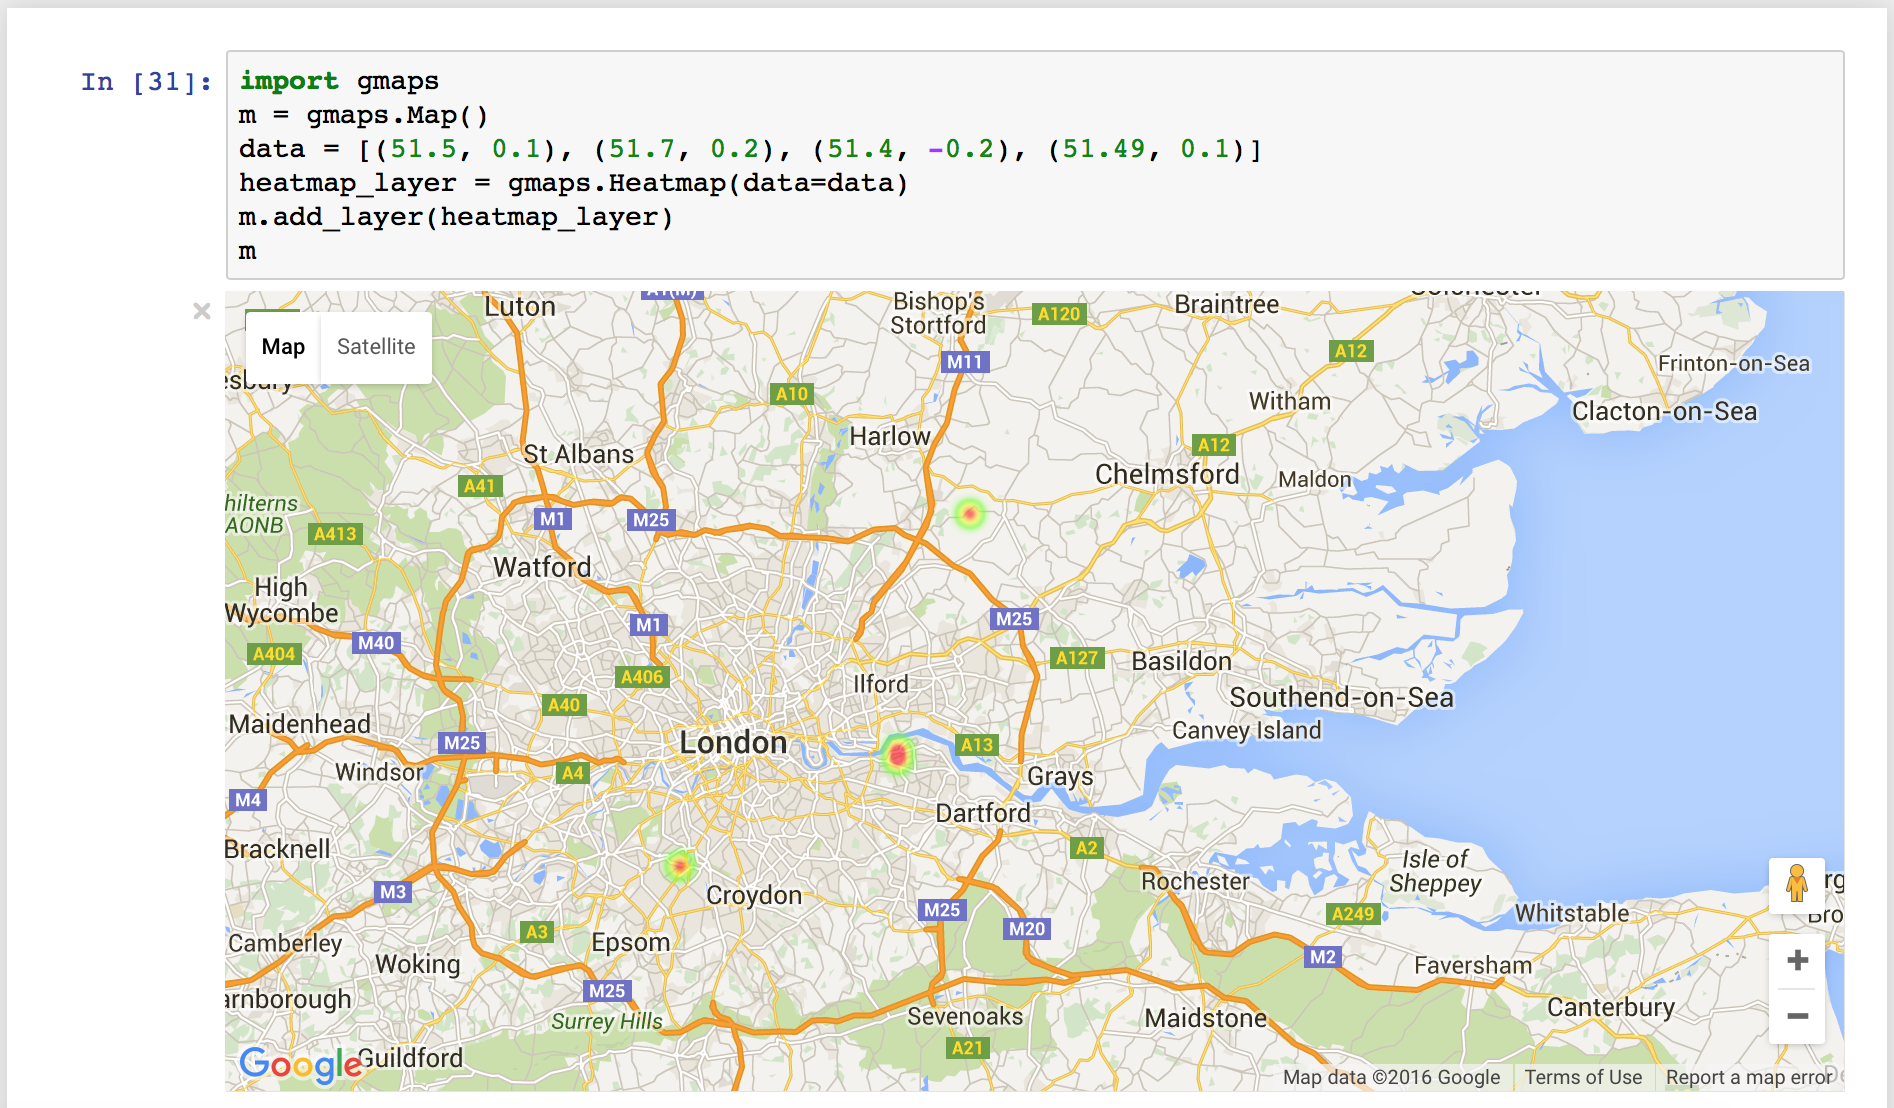 In [31]:
import gmaps
m = gmaps.Map()
data = [(51.5, 0.1), (51.7, 0.2), (51.4, -0.2), (51.49, 0.1)]
heatmap_layer = gmaps.Heatmap(data=data)
m.add_layer(heatmap_layer)
m
×
Luton
A1(M)
Bishop's
Stortford
A120
Braintree
Map
Satellite
M11
A12
Frinton-on-Sea
esbury
A10
Witham
Clacton-on-Sea
Harlow
St Albans
A12
Chelmsford
Maldon
A41
hilterns
AONB
A413
M1
M25
Watford
High
Wycombe
M1
M25
M40
A404
A406
A127
Basildon
Ilford
A40
Southend-on-Sea
Maidenhead
Canvey Island
M25
London
A13
Windsor
A4
Grays
M4
Dartford
Bracknell
A2
Isle of
Sheppey
M3
Croydon
Rochester
M25
A249
Whitstable
rg
Bro
A3
M20
Camberley
Epsom
Woking
M2
Faversham
M25
arnborough
Canterbury
Surrey Hills
Sevenoaks
Maidstone
A21
Google
Guildford
Map data ©2016 Google
Terms of Use
Report a map error
+
−